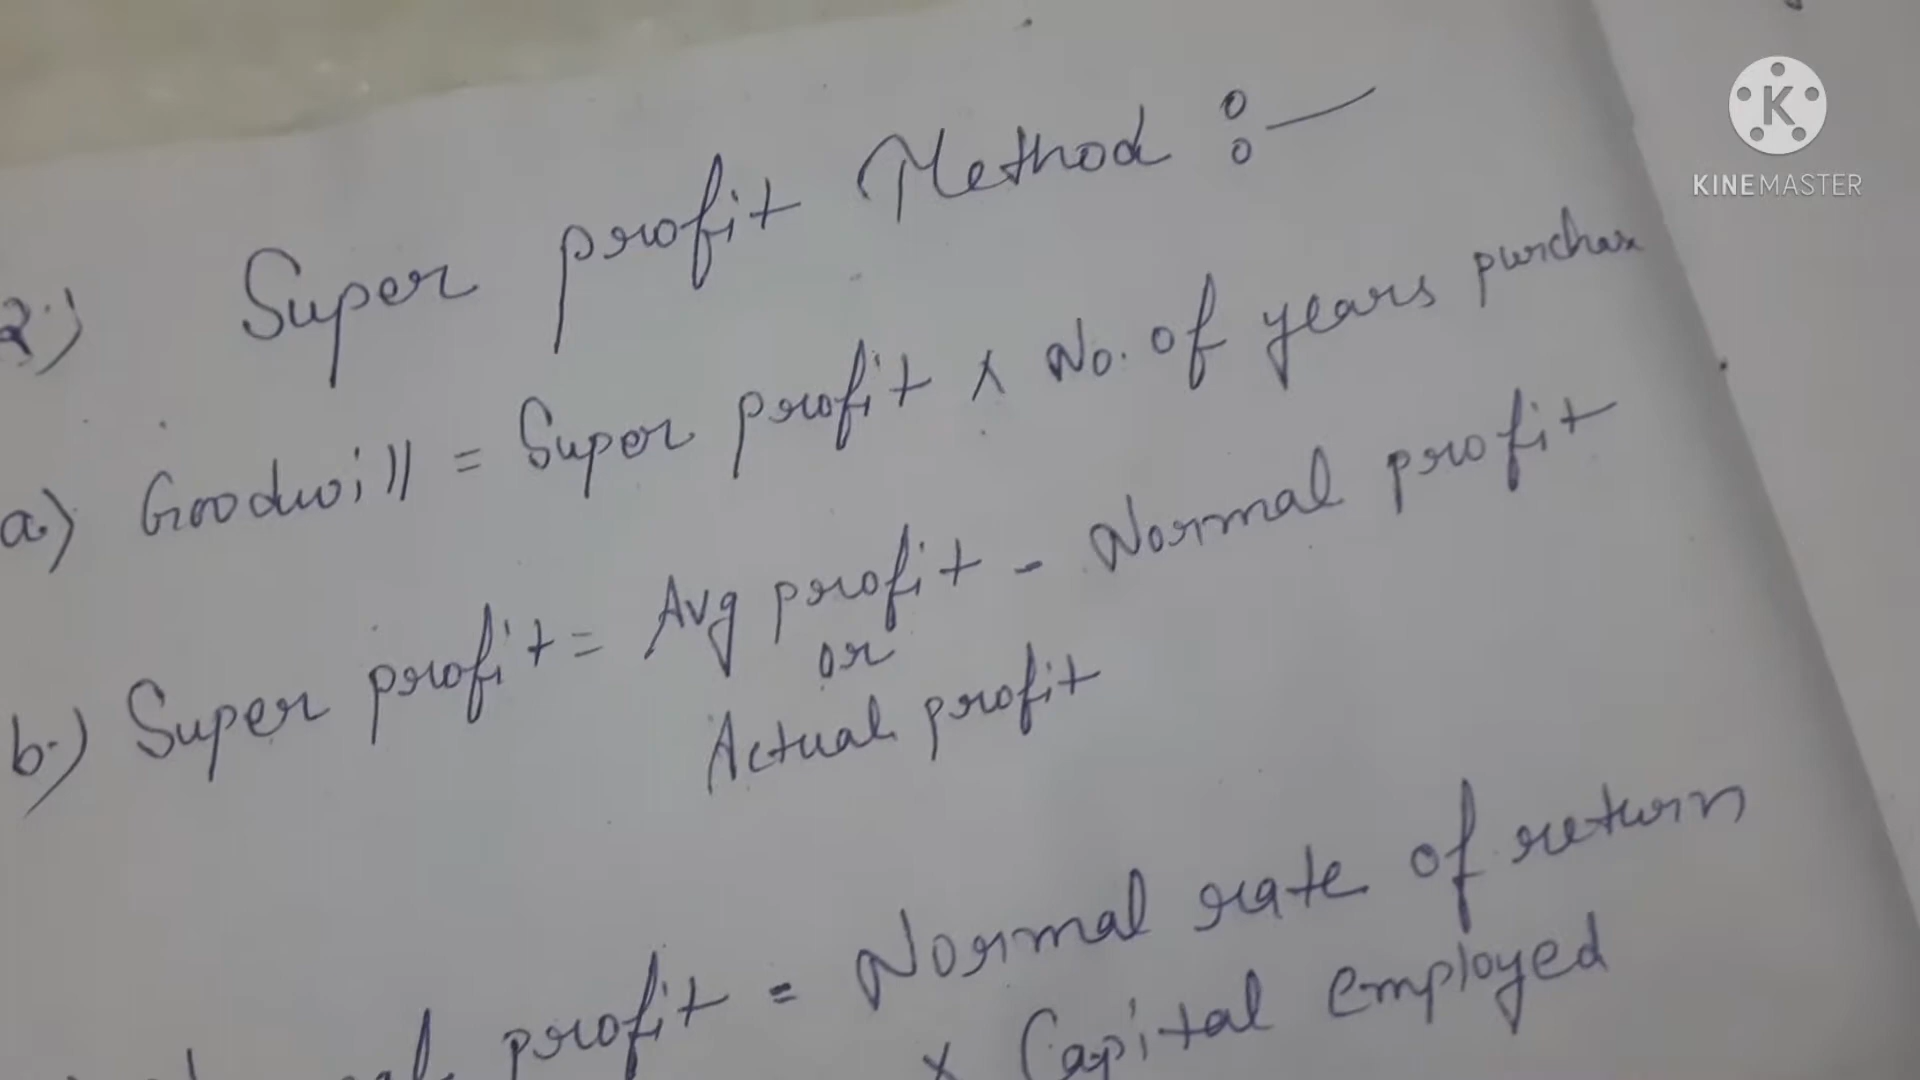 KINEMASTER
2.) Super profit Method :-
a.) Goodwill = Super profit x No. of years purchase
b.) Super profit = Avg profit - Normal profit
or
Actual profit
profit = Normal rate of return
x Capital employed